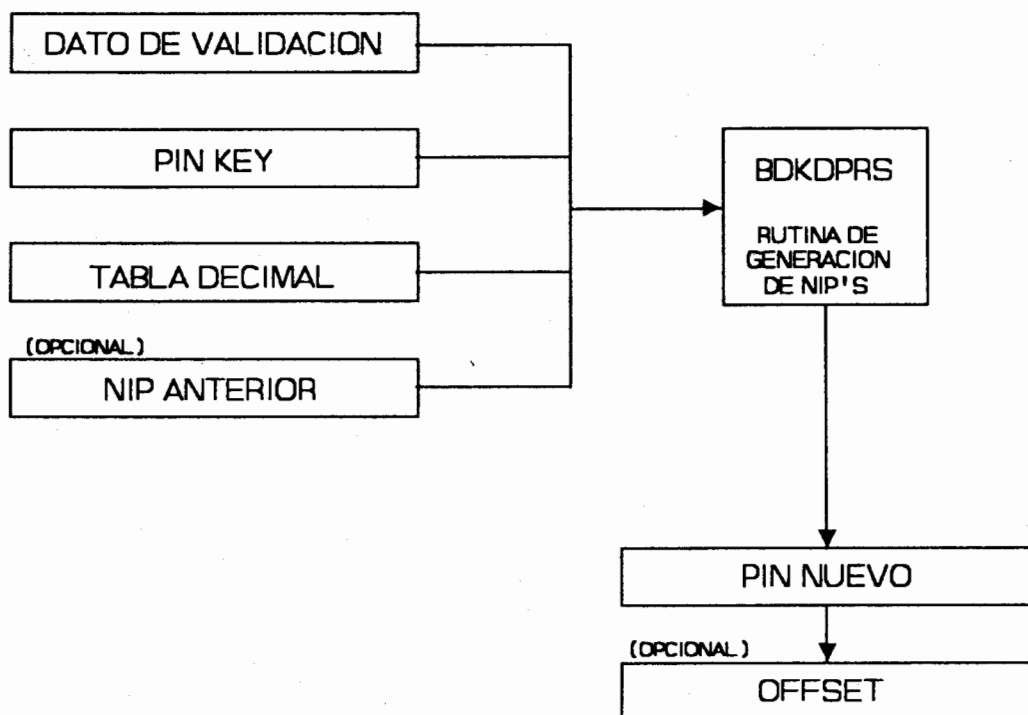 DATO DE VALIDACION
PIN KEY
TABLA DECIMAL
(OPCIONAL)
NIP ANTERIOR
BDKDPRS
RUTINA DE
GENERACION
DE NIP'S
PIN NUEVO
(OPCIONAL)
OFFSET